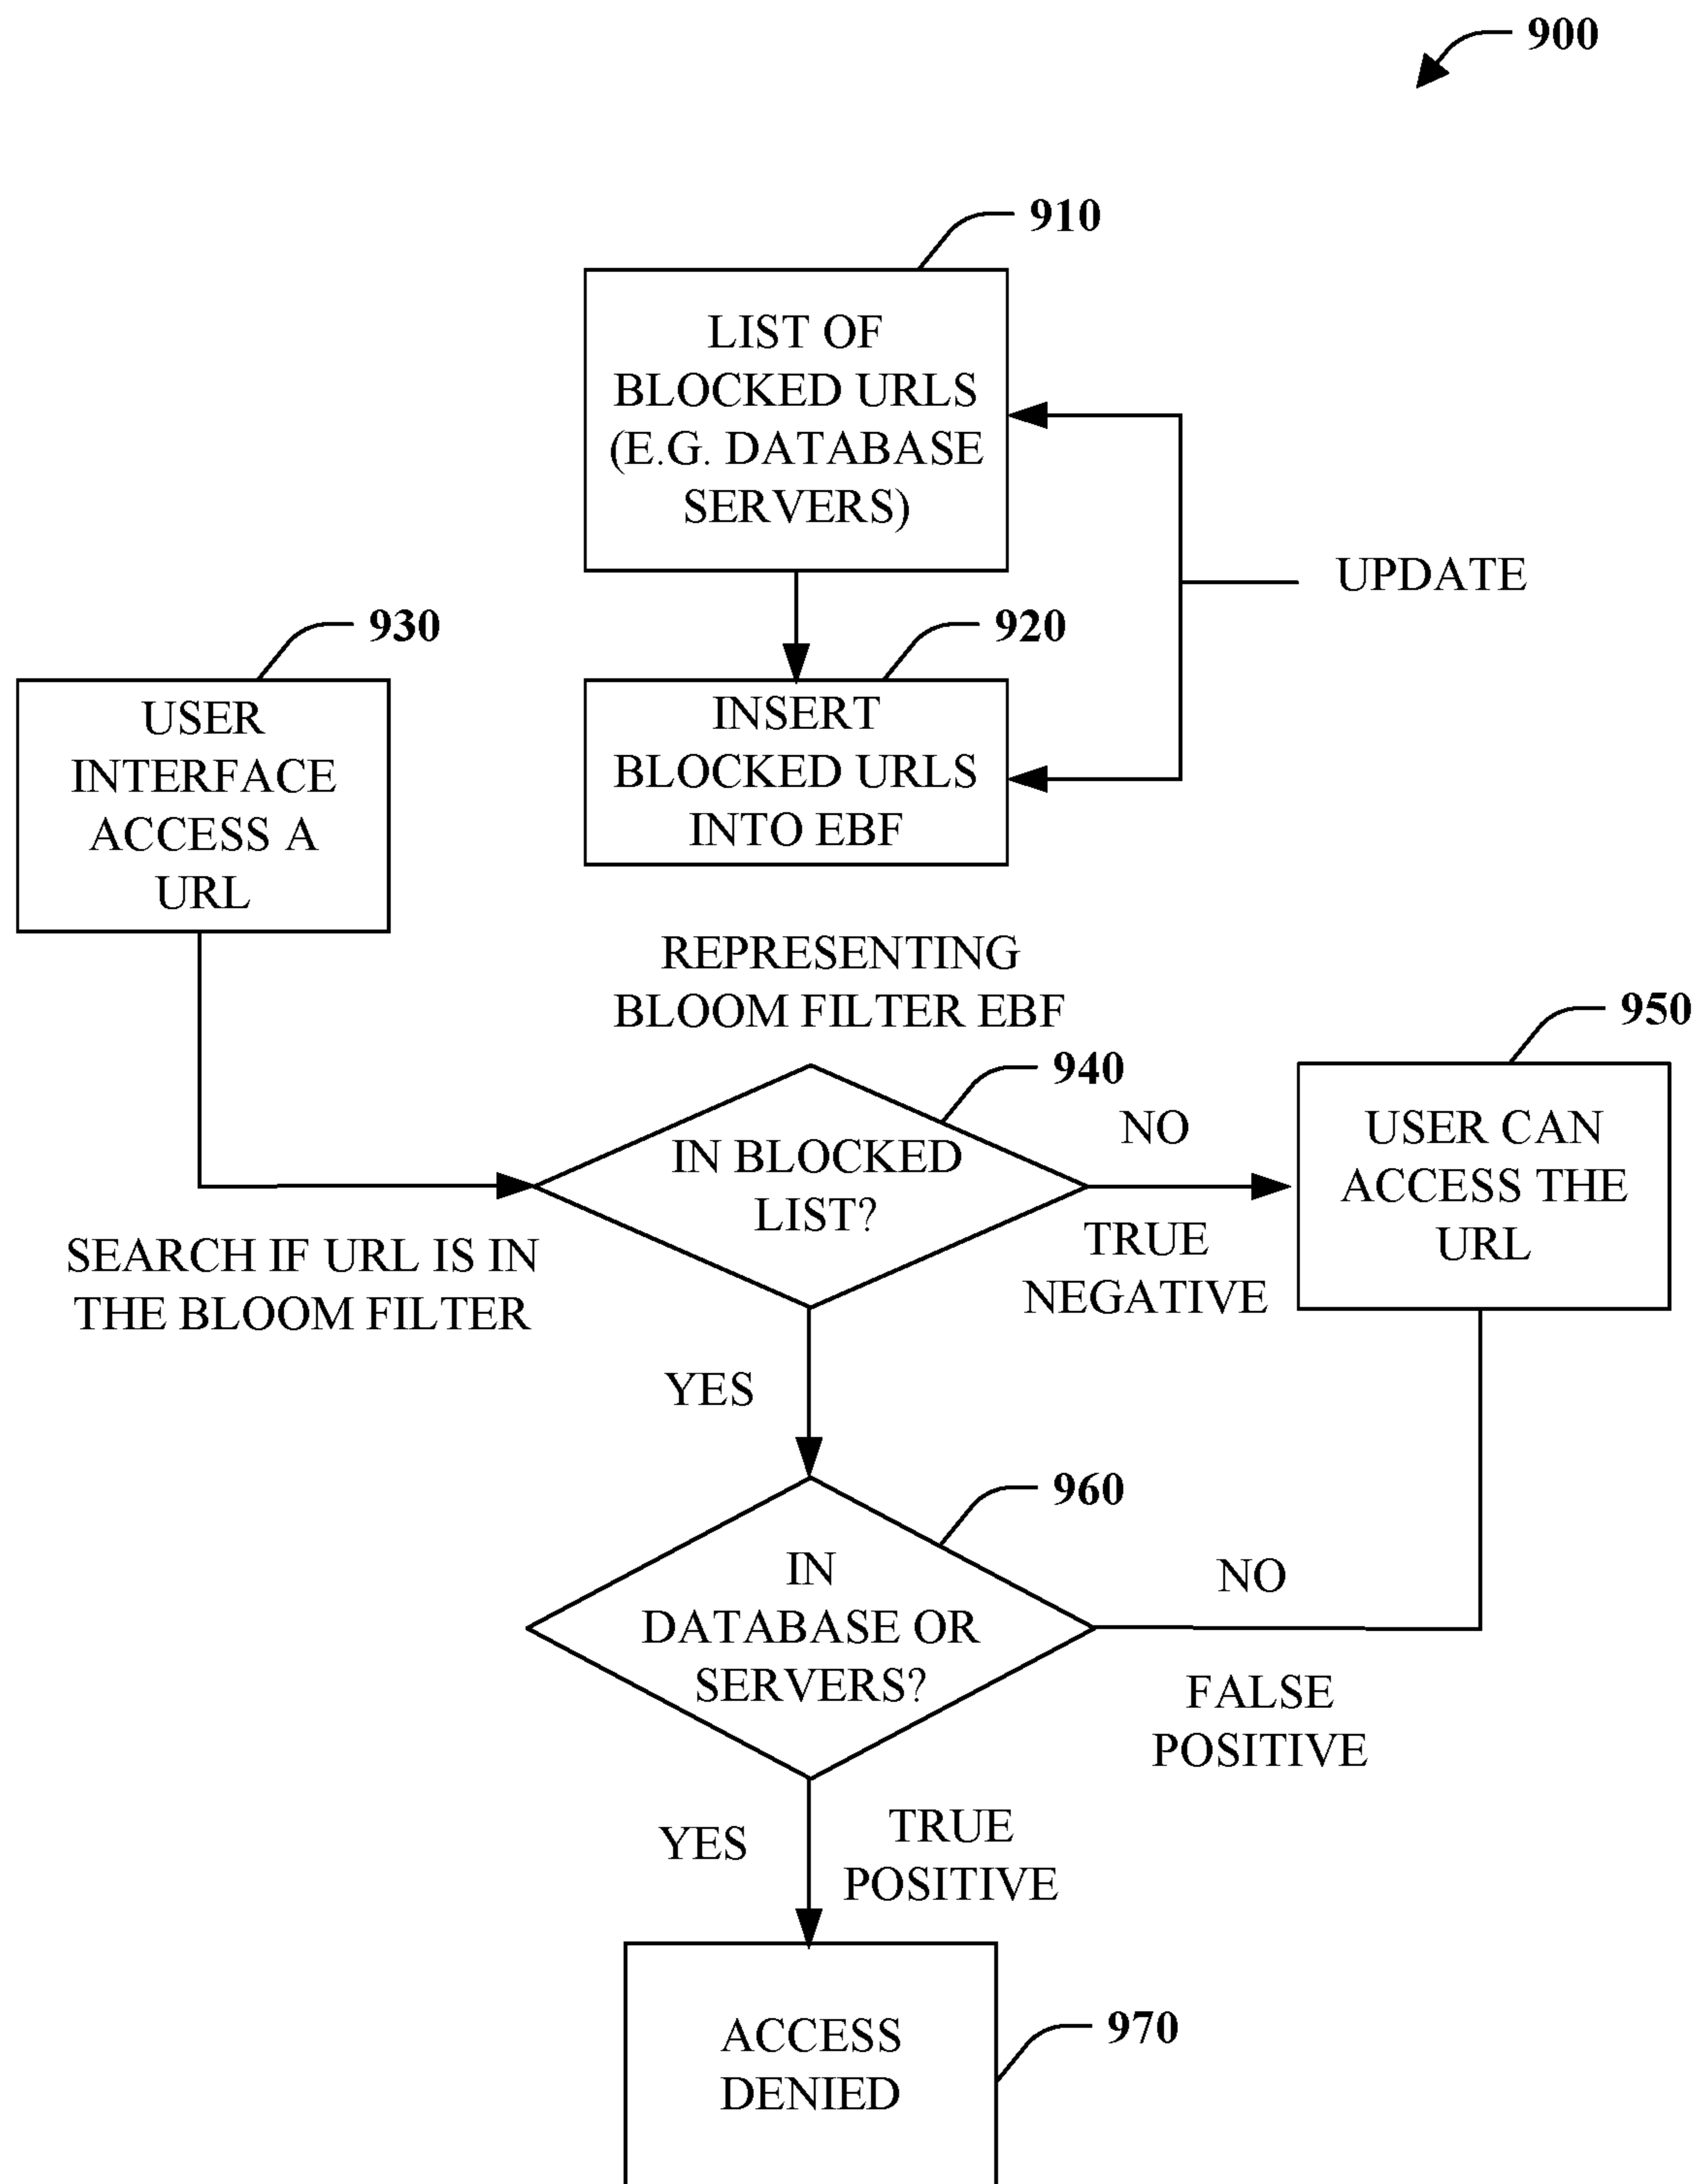 900
910
LIST OF
BLOCKED URLS
(E.G. DATABASE
SERVERS)
UPDATE
930
920
USER
INTERFACE
ACCESS A
URL
INSERT
BLOCKED URLS
INTO EBF
REPRESENTING
BLOOM FILTER EBF
950
940
IN BLOCKED
LIST?
NO
TRUE
NEGATIVE
USER CAN
ACCESS THE
URL
SEARCH IF URL IS IN
THE BLOOM FILTER
YES
960
IN
DATABASE OR
SERVERS?
NO
FALSE
POSITIVE
YES
TRUE
POSITIVE
970
ACCESS
DENIED